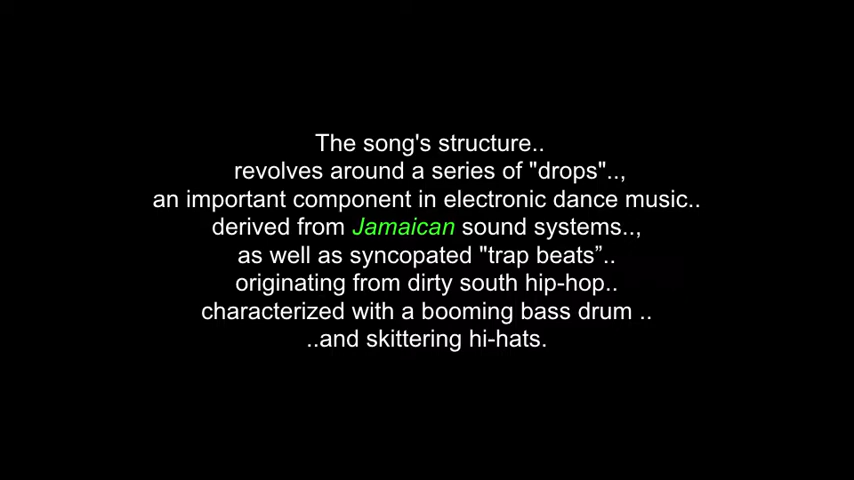 The song's structure..
revolves around a series of "drops"..,
an important component in electronic dance music..
derived from Jamaican sound systems..,
as well as syncopated "trap beats”..
originating from dirty south hip-hop..
characterized with a booming bass drum ..
..and skittering hi-hats.